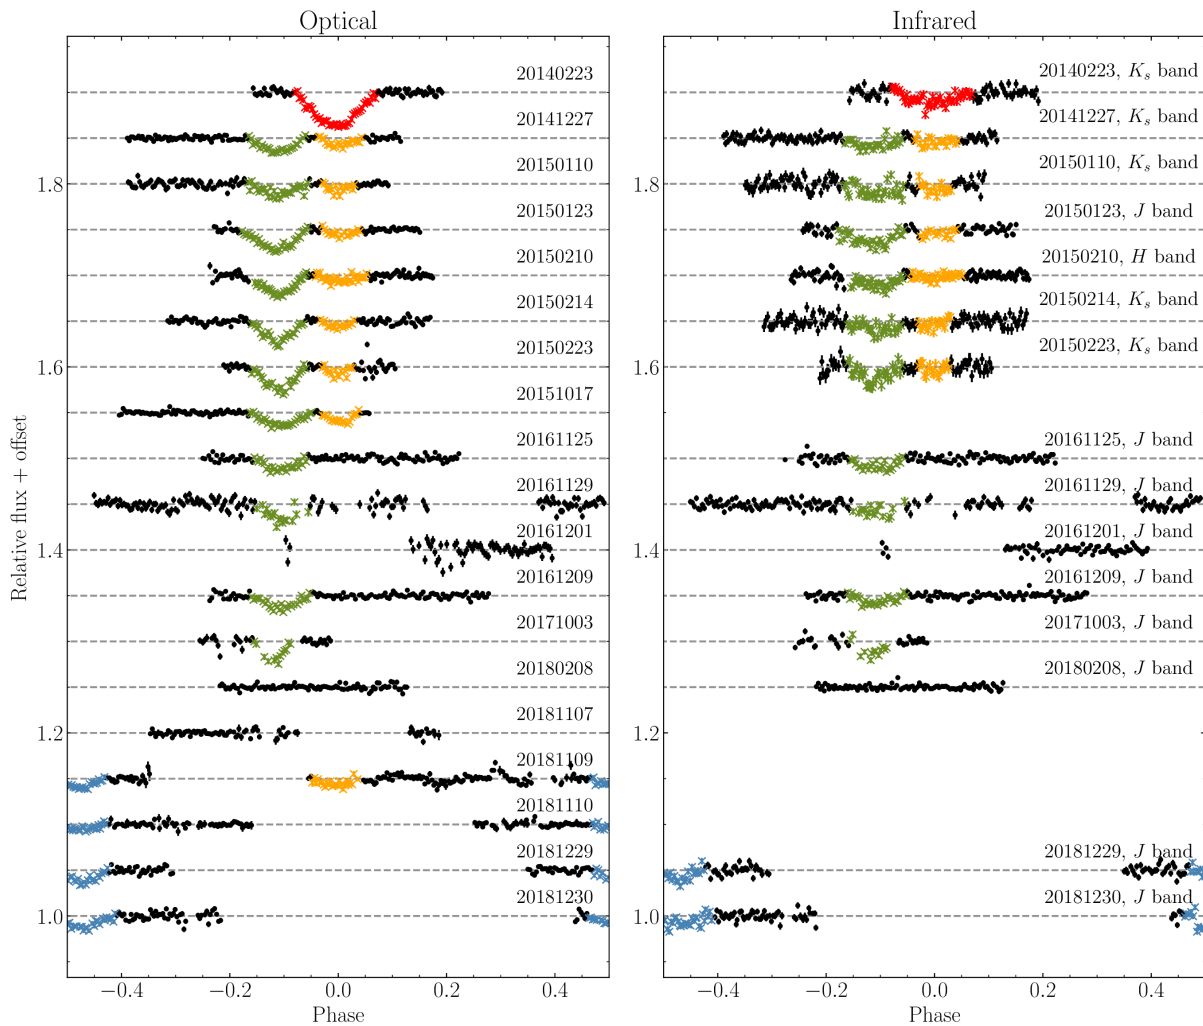 Optical
Infrared
Relative flux + offset
20140223
20141227
1.8
20150110
20150123
20150210
20150214
1.6
20150223
20151017
20161125
20161129
1.4
20161201
20161209
20171003
20180208
1.2
20181107
20181109
20181110
20181229
1.0
20181230
−0.4
−0.2
0.0
0.2
0.4
Phase
20140223, Ks band
20141227, Ks band
1.8
20150110, Ks band
20150123, J band
20150210, H band
20150214, Ks band
1.6
20150223, Ks band
20161125, J band
20161129, J band
1.4
20161201, J band
20161209, J band
20171003, J band
20180208, J band
1.2
20181229, J band
1.0
20181230, J band
−0.4
−0.2
0.0
0.2
0.4
Phase